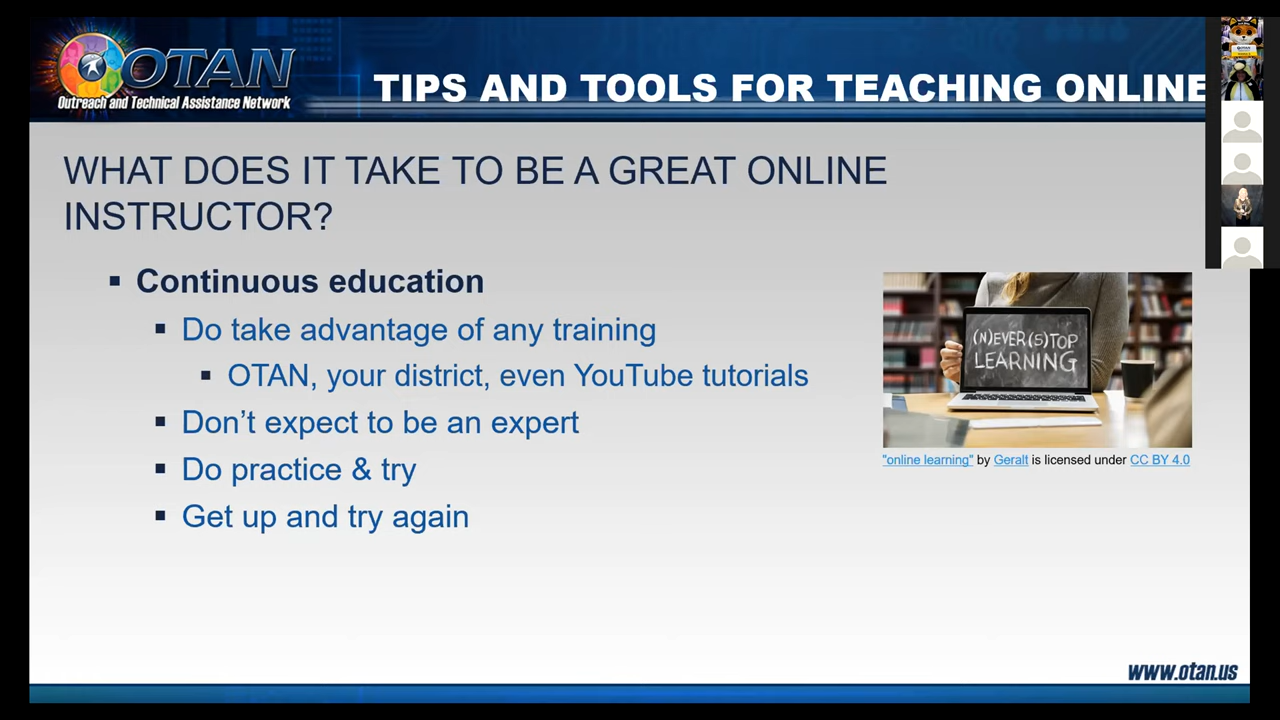 OTAN
Outreach and Technical Assistance Network
TIPS AND TOOLS FOR TEACHING ONLINE
WHAT DOES IT TAKE TO BE A GREAT ONLINE
INSTRUCTOR?
▪ Continuous education
▪ Do take advantage of any training
▪ OTAN, your district, even YouTube tutorials
▪ Don’t expect to be an expert
▪ Do practice & try
▪ Get up and try again
(N)EVER(S)TOP
LEARNING
"online learning" by Geralt is licensed under CC BY 4.0
www.otan.us